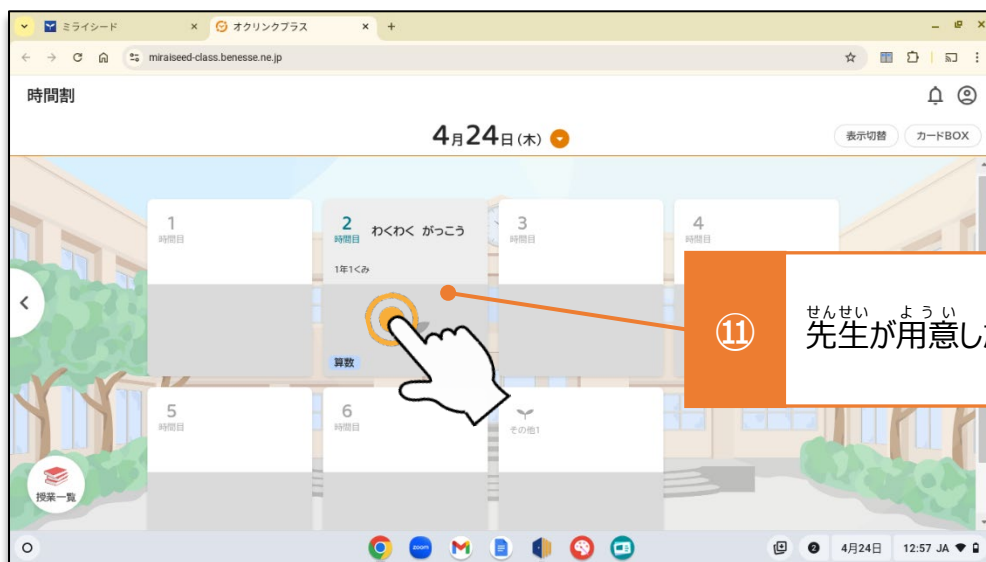 ミライシード
オクリンクプラス
miraiseed-class.benesse.ne.jp
時間割
4月24日(木)
表示切替
カードBOX
1
時間目
2
時間目
わくわく がっこう
1年1くみ
算数
3
時間目
4
時間目
⑪
せんせい ようい
先生が用意し
5
時間目
6
時間目
その他1
授業一覧
zoom
2
4月24日
12:57 JA